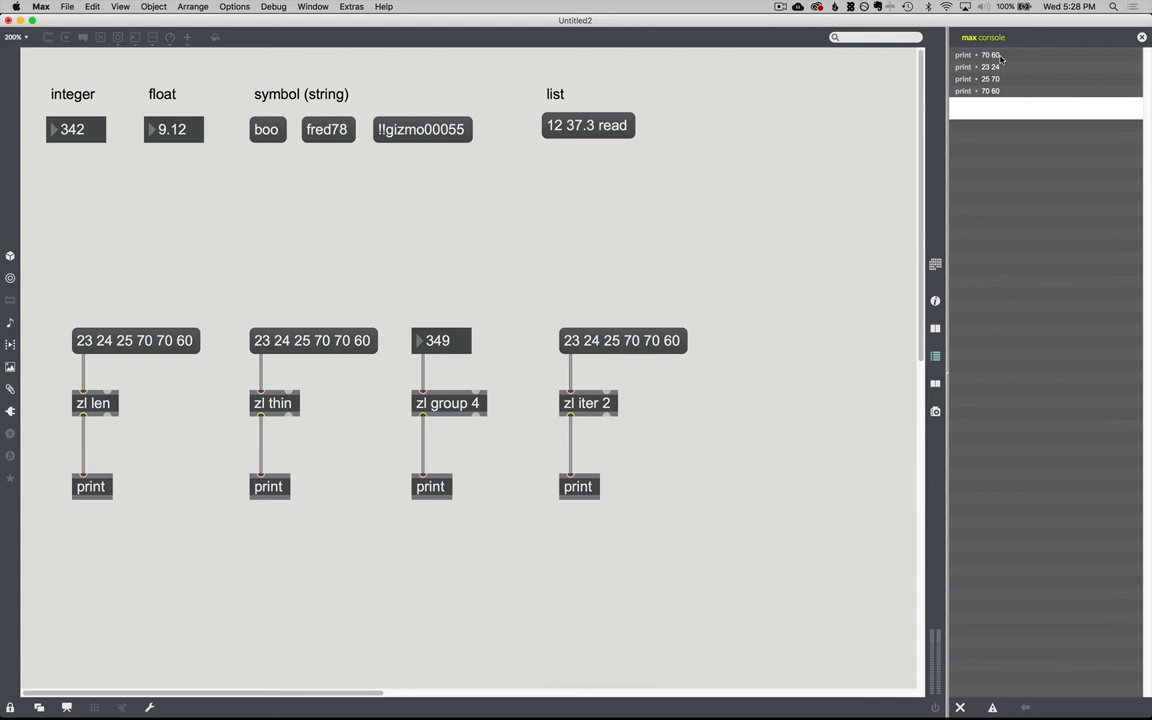 Max File Edit View Object Arrange Options Debug Window Extras Help 100% Wed 5:28 PM
Untitled2
200%
max console
print • 70 60
print • 23 24
print • 25 70
print • 70 60
integer float symbol (string) list
342 9.12 boo fred78 !!gizmo00055 12 37.3 read
23 24 25 70 70 60 23 24 25 70 70 60 349 23 24 25 70 70 60
zl len zl thin zl group 4 zl iter 2
print print print print